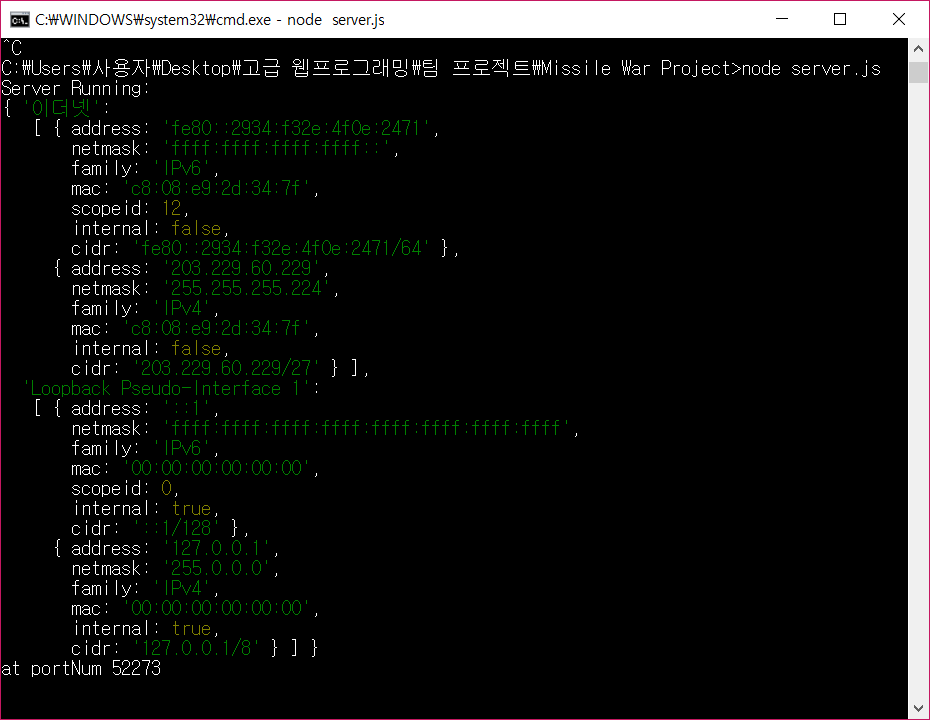 C:\WINDOWS\system32\cmd.exe - node  server.js
^C
C:\Users\사용자\Desktop\고급 웹프로그래밍\팀 프로젝트\Missile War Project>node server.js
Server Running:
{ '이더넷':
   [ { address: 'fe80::2934:f32e:4f0e:2471',
       netmask: 'ffff:ffff:ffff:ffff::',
       family: 'IPv6',
       mac: 'c8:08:e9:2d:34:7f',
       scopeid: 12,
       internal: false,
       cidr: 'fe80::2934:f32e:4f0e:2471/64' },
     { address: '203.229.60.229',
       netmask: '255.255.255.224',
       family: 'IPv4',
       mac: 'c8:08:e9:2d:34:7f',
       internal: false,
       cidr: '203.229.60.229/27' } ],
  'Loopback Pseudo-Interface 1':
   [ { address: '::1',
       netmask: 'ffff:ffff:ffff:ffff:ffff:ffff:ffff:ffff',
       family: 'IPv6',
       mac: '00:00:00:00:00:00',
       scopeid: 0,
       internal: true,
       cidr: '::1/128' },
     { address: '127.0.0.1',
       netmask: '255.0.0.0',
       family: 'IPv4',
       mac: '00:00:00:00:00:00',
       internal: true,
       cidr: '127.0.0.1/8' } ] }
at portNum 52273